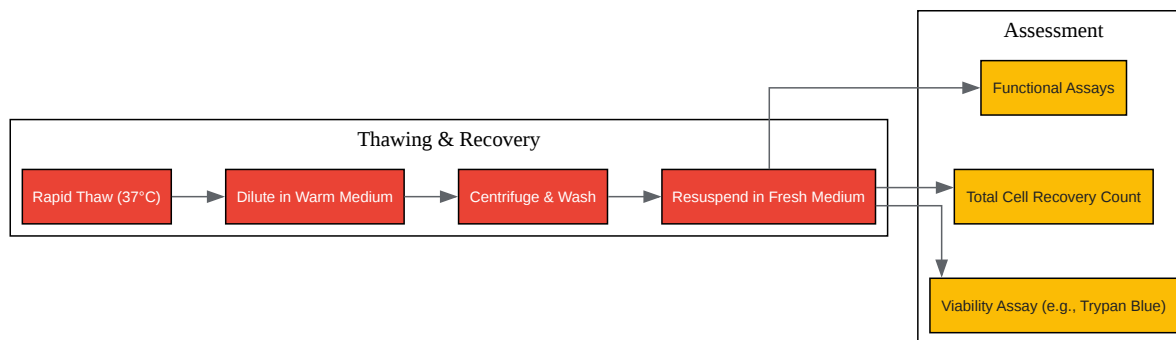 Thawing & Recovery
Rapid Thaw (37°C)
Dilute in Warm Medium
Centrifuge & Wash
Resuspend in Fresh Medium
Assessment
Functional Assays
Total Cell Recovery Count
Viability Assay (e.g., Trypan Blue)